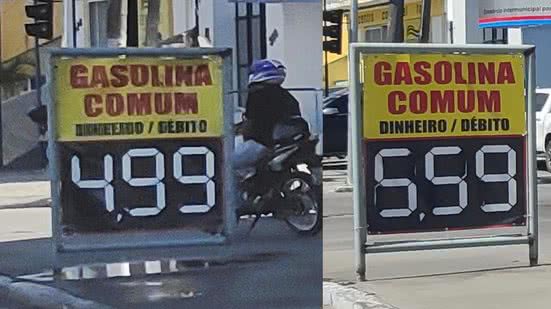 GASOLINA
COMUM
DINHEIRO / DÉBITO
4,99
GASOLINA
COMUM
DINHEIRO / DÉBITO
5,59